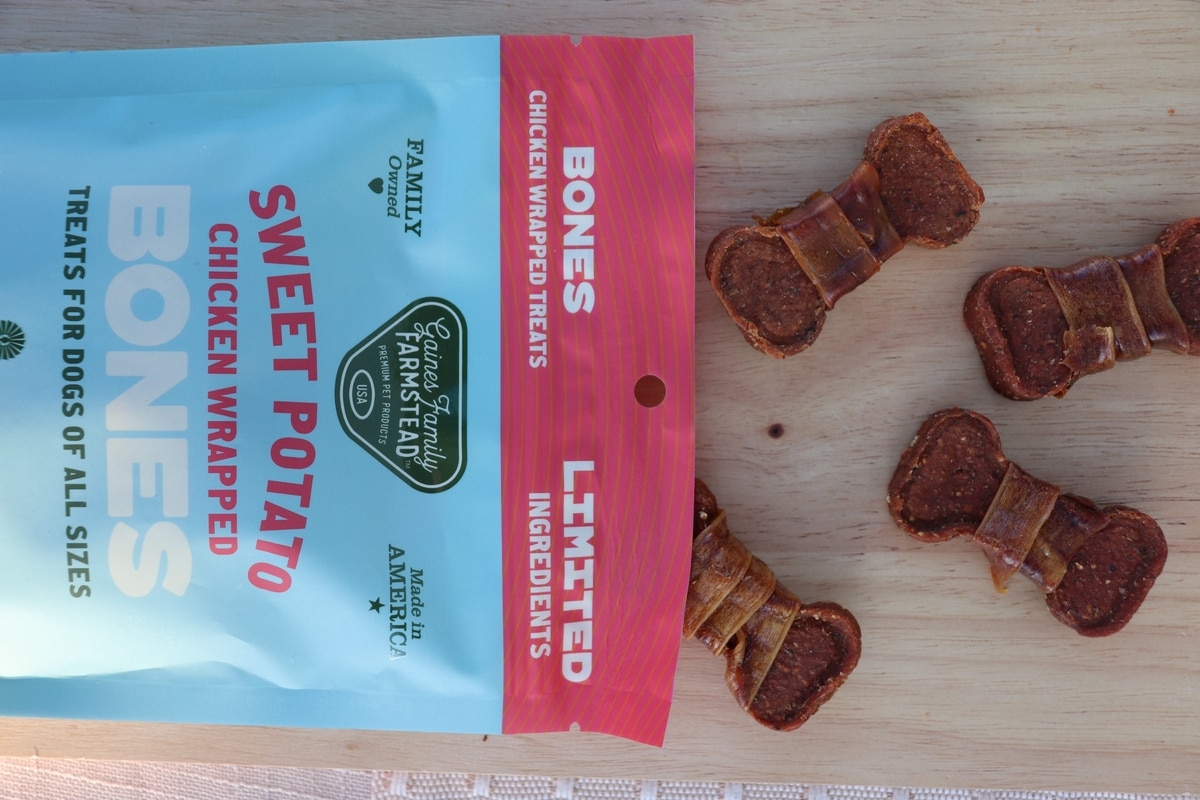 BONES
CHICKEN WRAPPED TREATS
LIMITED
INGREDIENTS
FAMILY
Owned
Gaines Family
FARMSTEAD™
PREMIUM PET PRODUCTS
USA
Made in
AMERICA
SWEET POTATO
CHICKEN WRAPPED
BONES
TREATS FOR DOGS OF ALL SIZES